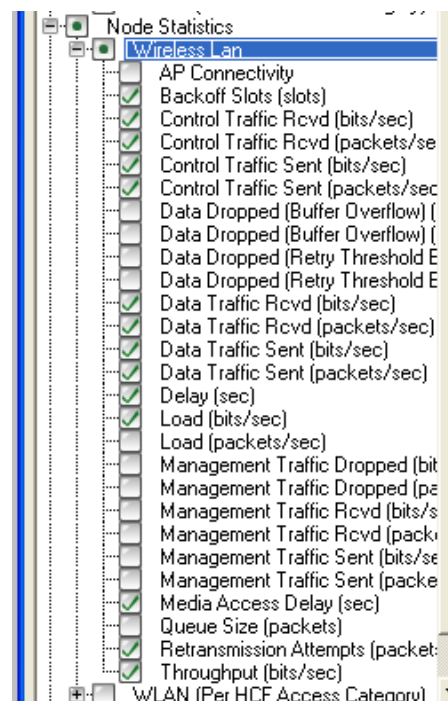 Node Statistics
Wireless Lan
AP Connectivity
Backoff Slots (slots)
Control Traffic Rcvd (bits/sec)
Control Traffic Rcvd (packets/se
Control Traffic Sent (bits/sec)
Control Traffic Sent (packets/sec
Data Dropped (Buffer Overflow) (
Data Dropped (Buffer Overflow) (
Data Dropped (Retry Threshold E
Data Dropped (Retry Threshold E
Data Traffic Rcvd (bits/sec)
Data Traffic Rcvd (packets/sec)
Data Traffic Sent (bits/sec)
Data Traffic Sent (packets/sec)
Delay (sec)
Load (bits/sec)
Load (packets/sec)
Management Traffic Dropped (bit
Management Traffic Dropped (pa
Management Traffic Rcvd (bits/s
Management Traffic Rcvd (pack
Management Traffic Sent (bits/se
Management Traffic Sent (packe
Media Access Delay (sec)
Queue Size (packets)
Retransmission Attempts (packet
Throughput (bits/sec)
WLAN (Per HCF Access Category)